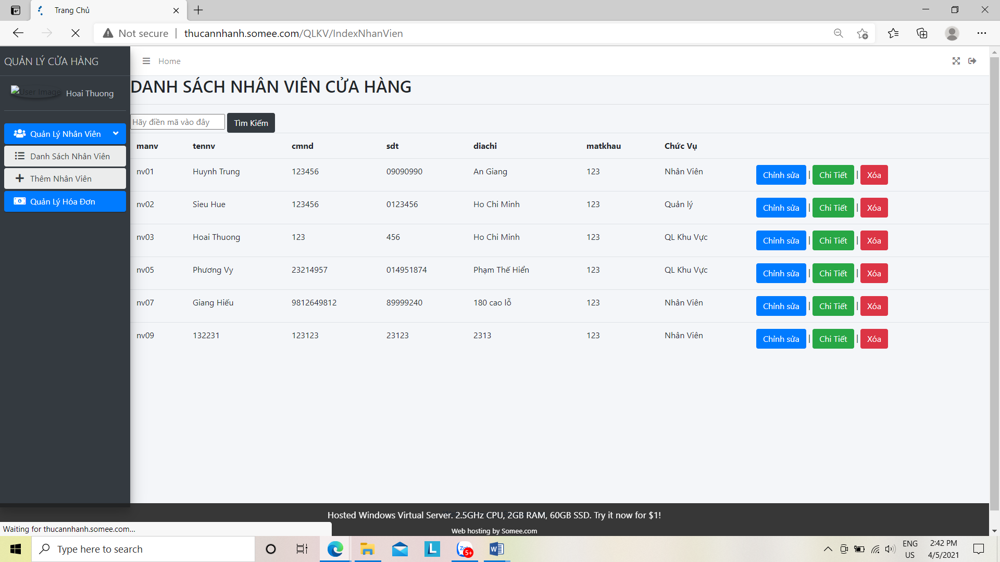 Trang Chủ
Not secure | thucannhanh.somee.com/QLKV/IndexNhanVien
QUẢN LÝ CỬA HÀNG
Home
User Image Hoai Thuong
DANH SÁCH NHÂN VIÊN CỬA HÀNG
Hãy điền mã vào đây Tìm Kiếm
Quản Lý Nhân Viên
Danh Sách Nhân Viên
Thêm Nhân Viên
Quản Lý Hóa Đơn
manv tennv cmnd sdt diachi matkhau Chức Vụ
nv01 Huynh Trung 123456 09090990 An Giang 123 Nhân Viên Chỉnh sửa | Chi Tiết | Xóa
nv02 Sieu Hue 123456 0123456 Ho Chi Minh 123 Quản lý Chỉnh sửa | Chi Tiết | Xóa
nv03 Hoai Thuong 123 456 Ho Chi Minh 123 QL Khu Vực Chỉnh sửa | Chi Tiết | Xóa
nv05 Phương Vy 23214957 014951874 Phạm Thế Hiển 123 QL Khu Vực Chỉnh sửa | Chi Tiết | Xóa
nv07 Giang Hiếu 9812649812 89999240 180 cao lỗ 123 Nhân Viên Chỉnh sửa | Chi Tiết | Xóa
nv09 132231 123123 23123 2313 123 Nhân Viên Chỉnh sửa | Chi Tiết | Xóa
Hosted Windows Virtual Server. 2.5GHz CPU, 2GB RAM, 60GB SSD. Try it now for $1!
Web hosting by Somee.com
Waiting for thucannhanh.somee.com...
Type here to search
L
5+
ENG
US
2:42 PM
4/5/2021